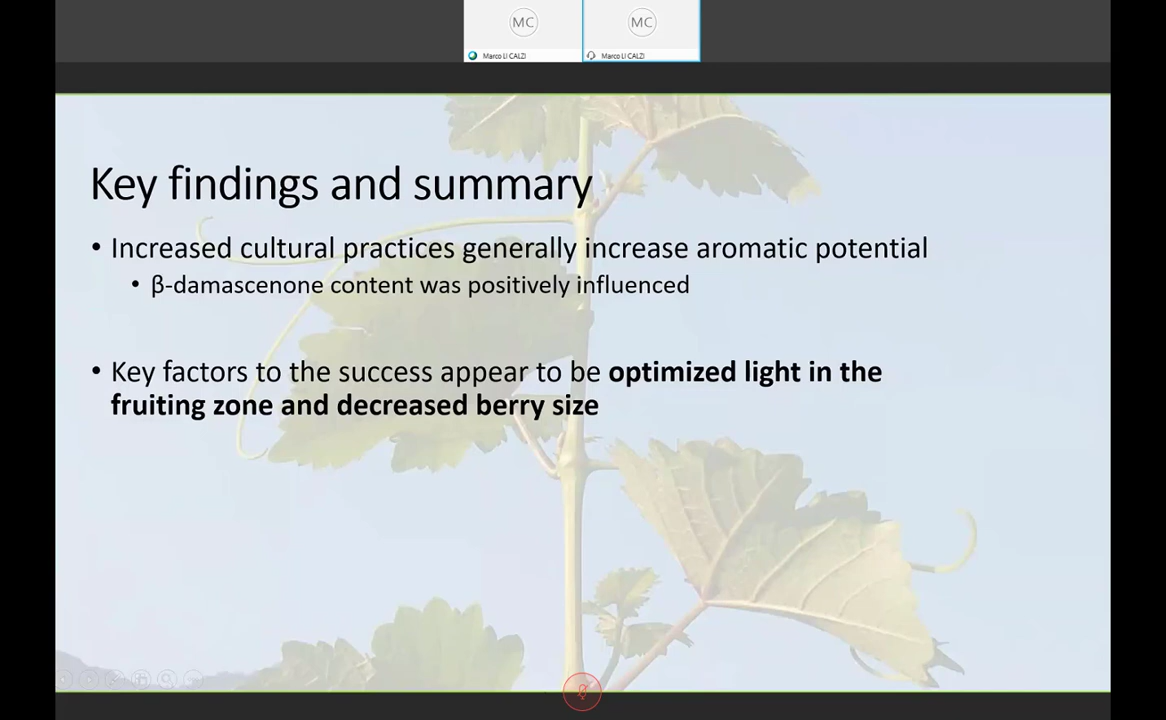 MC
MC
Marco LI CALZI
Marco LI CALZI
Key findings and summary
• Increased cultural practices generally increase aromatic potential
• β-damascenone content was positively influenced
• Key factors to the success appear to be optimized light in the
fruiting zone and decreased berry size